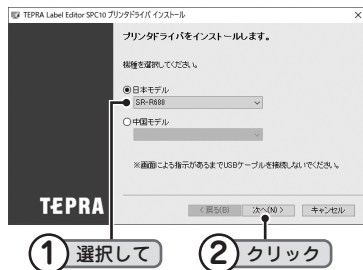 TEPRA Label Editor SPC10 プリンタドライバ インストール
プリンタドライバをインストールします。
機種を選択してください。
日本モデル
SR-R680
中国モデル
※画面による指示があるまでUSBケーブルを接続しないでください。
TEPRA
< 戻る(B) 次へ(N) > キャンセル
1 選択して 2 クリック